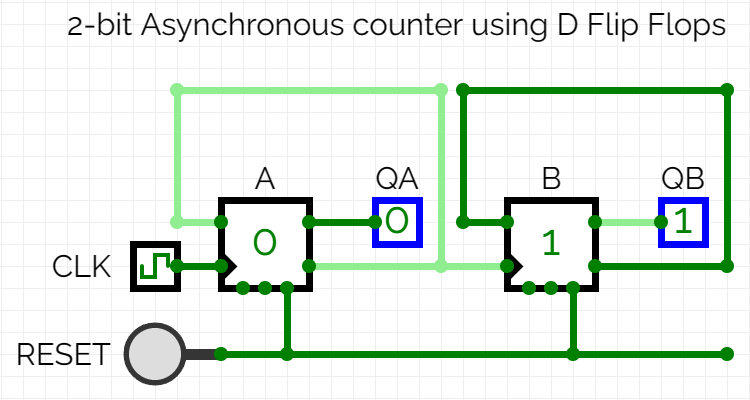 2-bit Asynchronous counter using D Flip Flops
A QA B QB
0 0 1 1
CLK
RESET